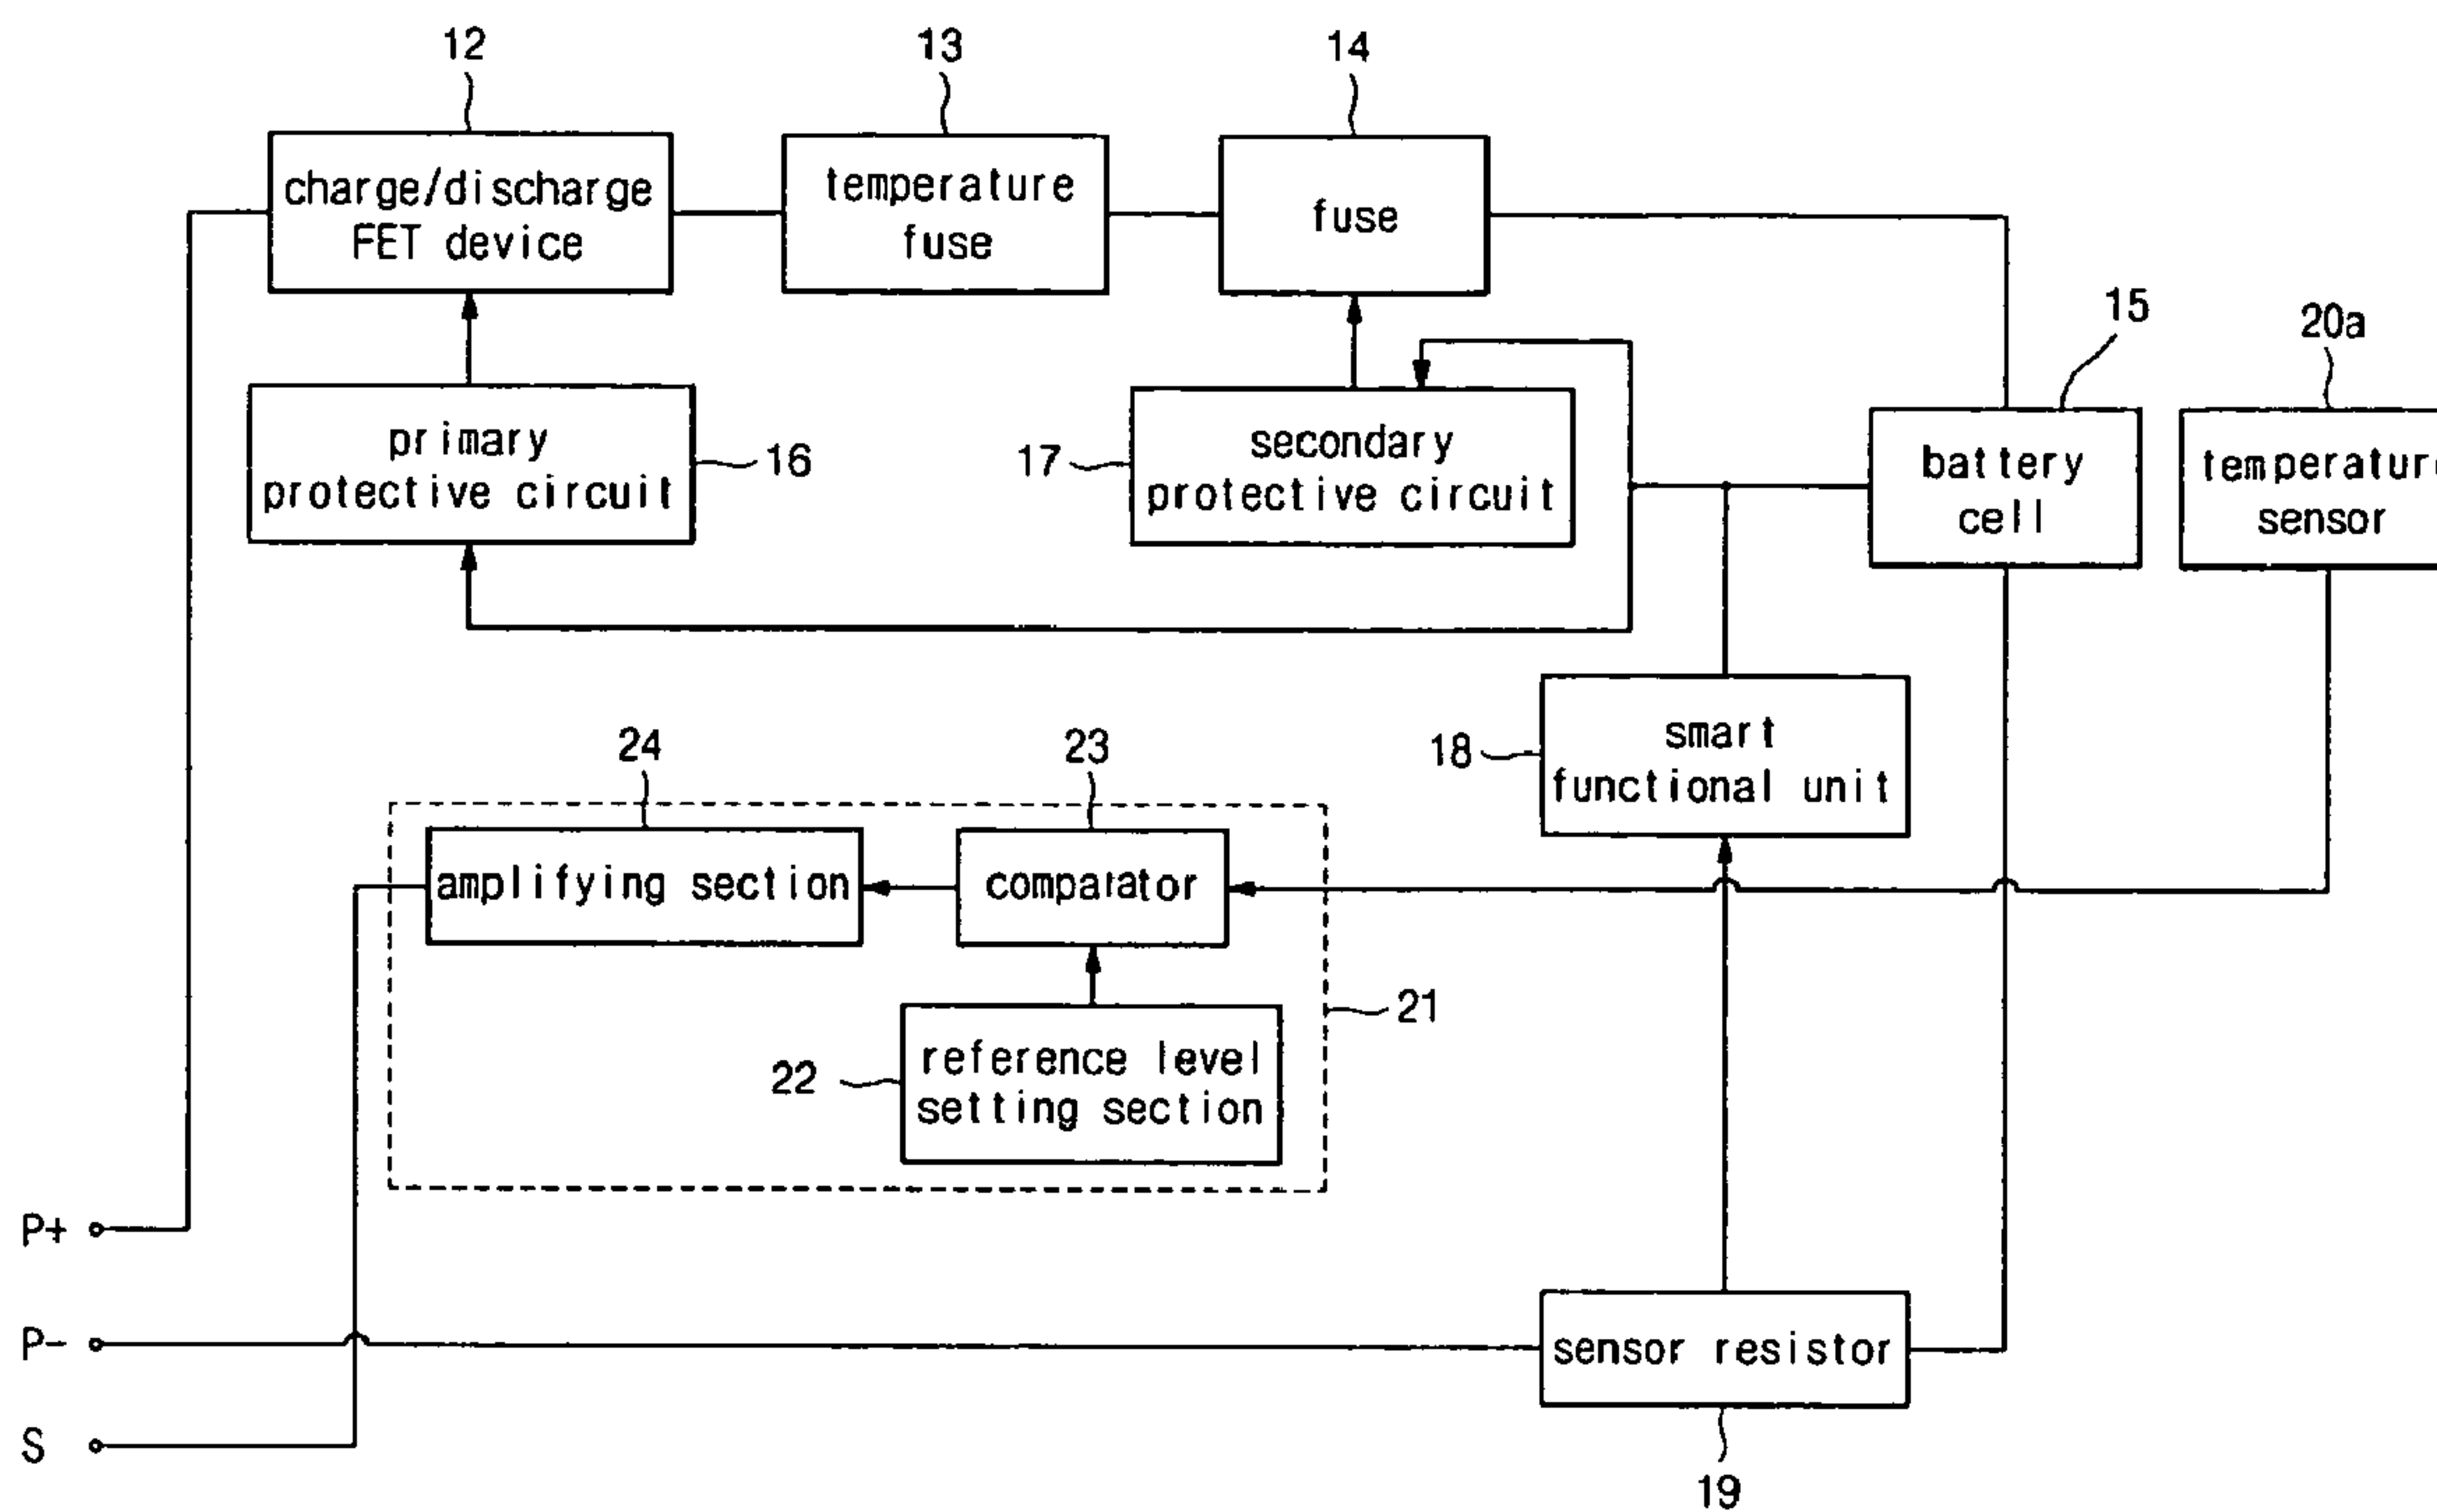 12
13
14
charge/discharge
FET device
temperature
fuse
fuse
15
20a
primary
protective circuit
16
17
secondary
protective circuit
battery
cell
temperature
sensor
24
23
18
smart
functional unit
amplifying section
comparator
21
22
reference level
setting section
P+
P-
sensor resistor
S
19